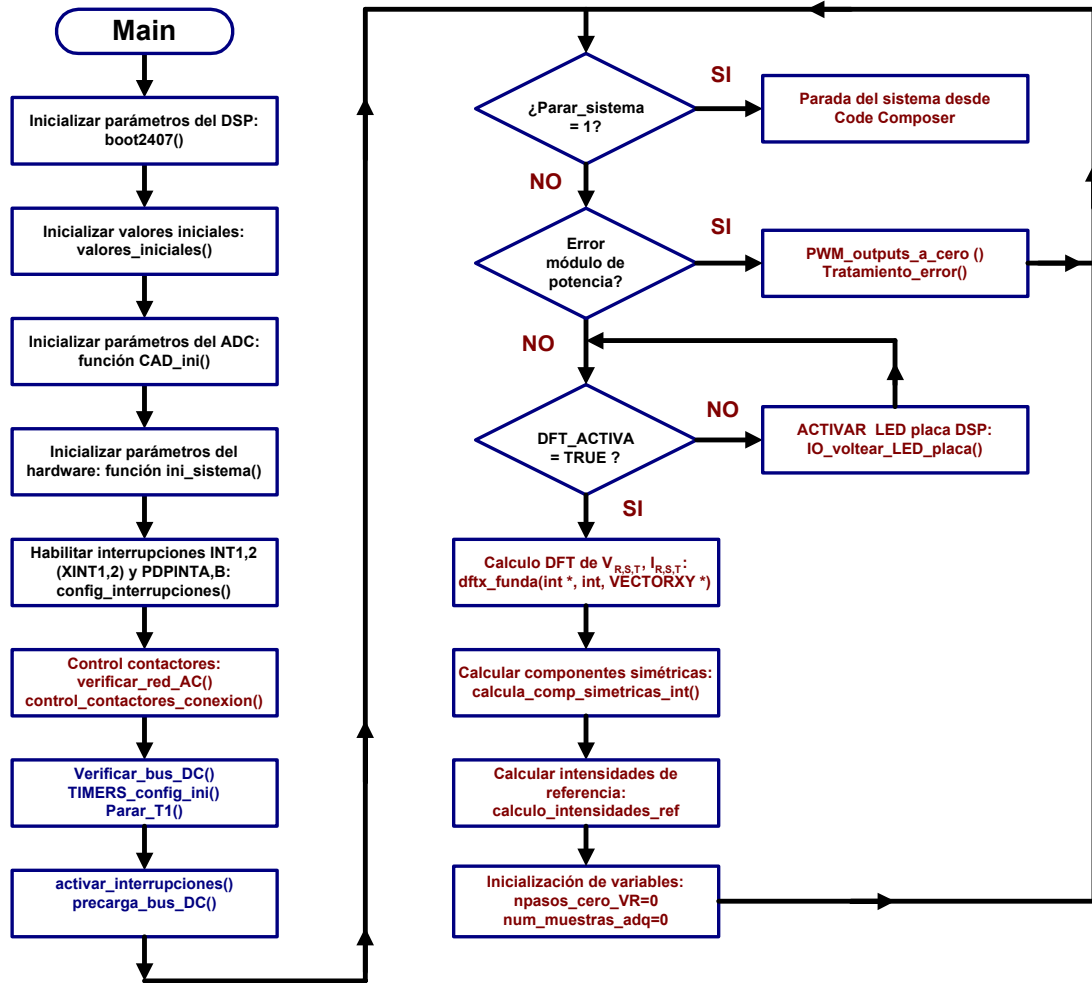 Main
Inicializar parámetros del DSP:
boot2407()
Inicializar valores iniciales:
valores_iniciales()
Inicializar parámetros del ADC:
función CAD_ini()
Inicializar parámetros del
hardware: función ini_sistema()
Habilitar interrupciones INT1,2
(XINT1,2) y PDPINTA,B:
config_interrupciones()
Control contactores:
verificar_red_AC()
control_contactores_conexion()
Verificar_bus_DC()
TIMERS_config_ini()
Parar_T1()
activar_interrupciones()
precarga_bus_DC()
¿Parar_sistema
= 1?
SI
Parada del sistema desde
Code Composer
NO
Error
módulo de
potencia?
SI
PWM_outputs_a_cero ()
Tratamiento_error()
NO
DFT_ACTIVA
= TRUE ?
NO
ACTIVAR LED placa DSP:
IO_voltear_LED_placa()
SI
Calculo DFT de VR,S,T, IR,S,T:
dftx_funda(int *, int, VECTORXY *)
Calcular componentes simétricas:
calcula_comp_simetricas_int()
Calcular intensidades de
referencia:
calculo_intensidades_ref
Inicialización de variables:
npasos_cero_VR=0
num_muestras_adq=0